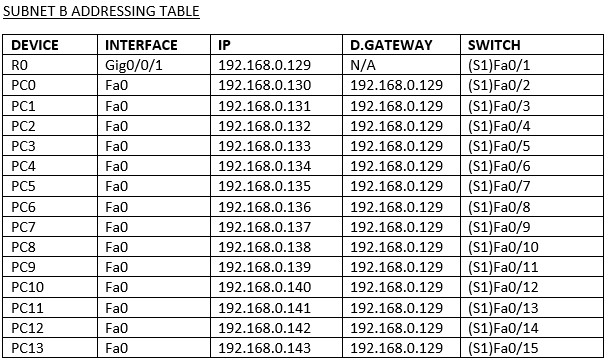 SUBNET B ADDRESSING TABLE
DEVICE INTERFACE IP D.GATEWAY SWITCH
R0 Gig0/0/1 192.168.0.129 N/A (S1)Fa0/1
PC0 Fa0 192.168.0.130 192.168.0.129 (S1)Fa0/2
PC1 Fa0 192.168.0.131 192.168.0.129 (S1)Fa0/3
PC2 Fa0 192.168.0.132 192.168.0.129 (S1)Fa0/4
PC3 Fa0 192.168.0.133 192.168.0.129 (S1)Fa0/5
PC4 Fa0 192.168.0.134 192.168.0.129 (S1)Fa0/6
PC5 Fa0 192.168.0.135 192.168.0.129 (S1)Fa0/7
PC6 Fa0 192.168.0.136 192.168.0.129 (S1)Fa0/8
PC7 Fa0 192.168.0.137 192.168.0.129 (S1)Fa0/9
PC8 Fa0 192.168.0.138 192.168.0.129 (S1)Fa0/10
PC9 Fa0 192.168.0.139 192.168.0.129 (S1)Fa0/11
PC10 Fa0 192.168.0.140 192.168.0.129 (S1)Fa0/12
PC11 Fa0 192.168.0.141 192.168.0.129 (S1)Fa0/13
PC12 Fa0 192.168.0.142 192.168.0.129 (S1)Fa0/14
PC13 Fa0 192.168.0.143 192.168.0.129 (S1)Fa0/15